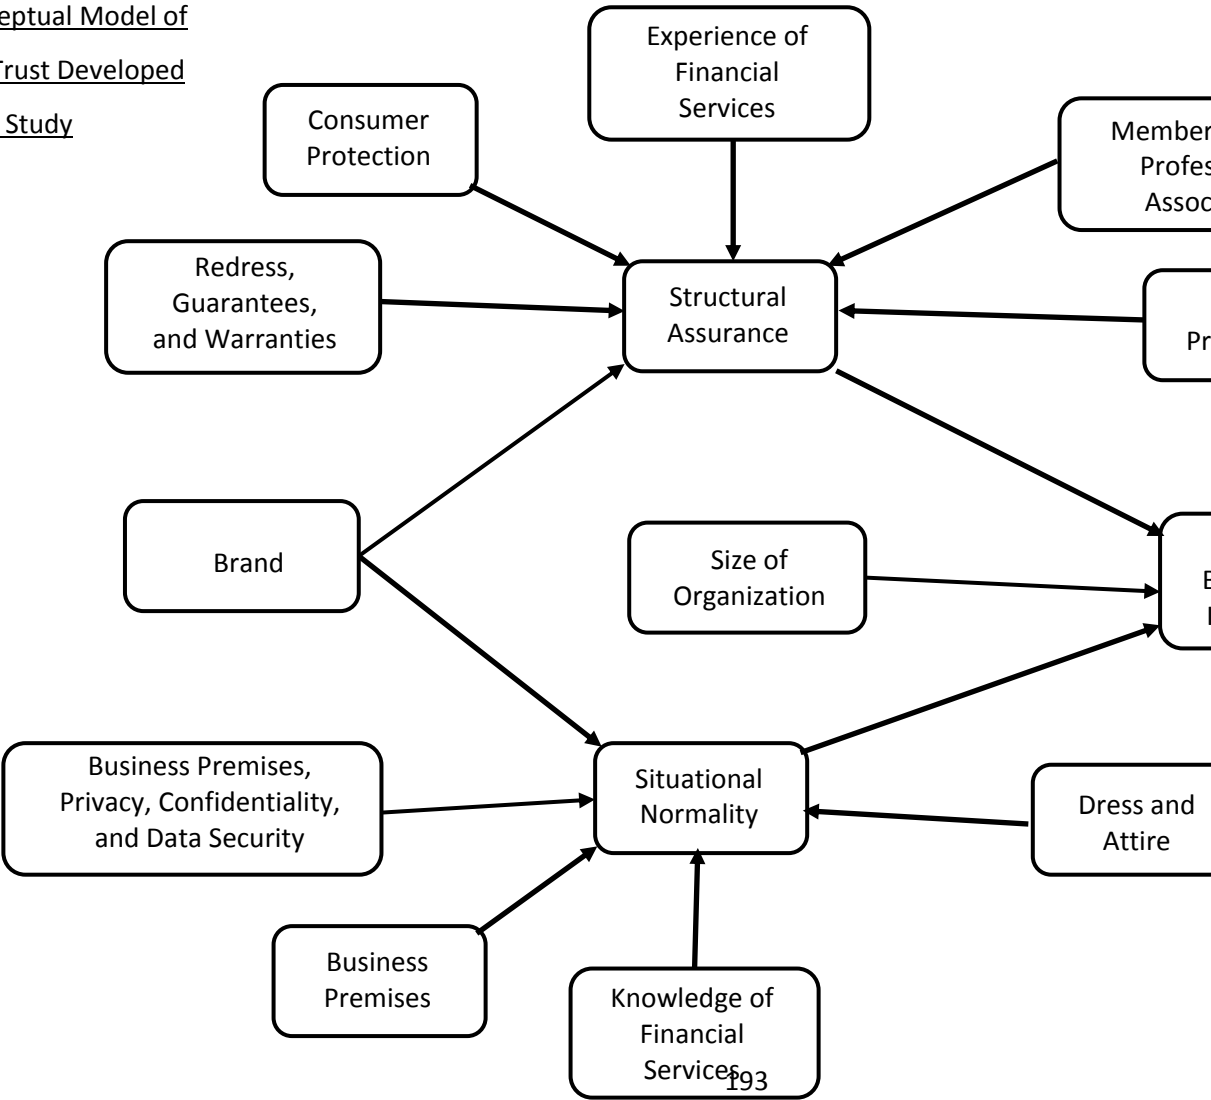 eptual Model of
Trust Developed
Study
Experience of
Financial
Services
Consumer
Protection
Member
Profes
Assoc
Redress,
Guarantees,
and Warranties
Structural
Assurance
Pr
Brand
Size of
Organization
Business Premises,
Privacy, Confidentiality,
and Data Security
Situational
Normality
Dress and
Attire
Business
Premises
Knowledge of
Financial
Services
193